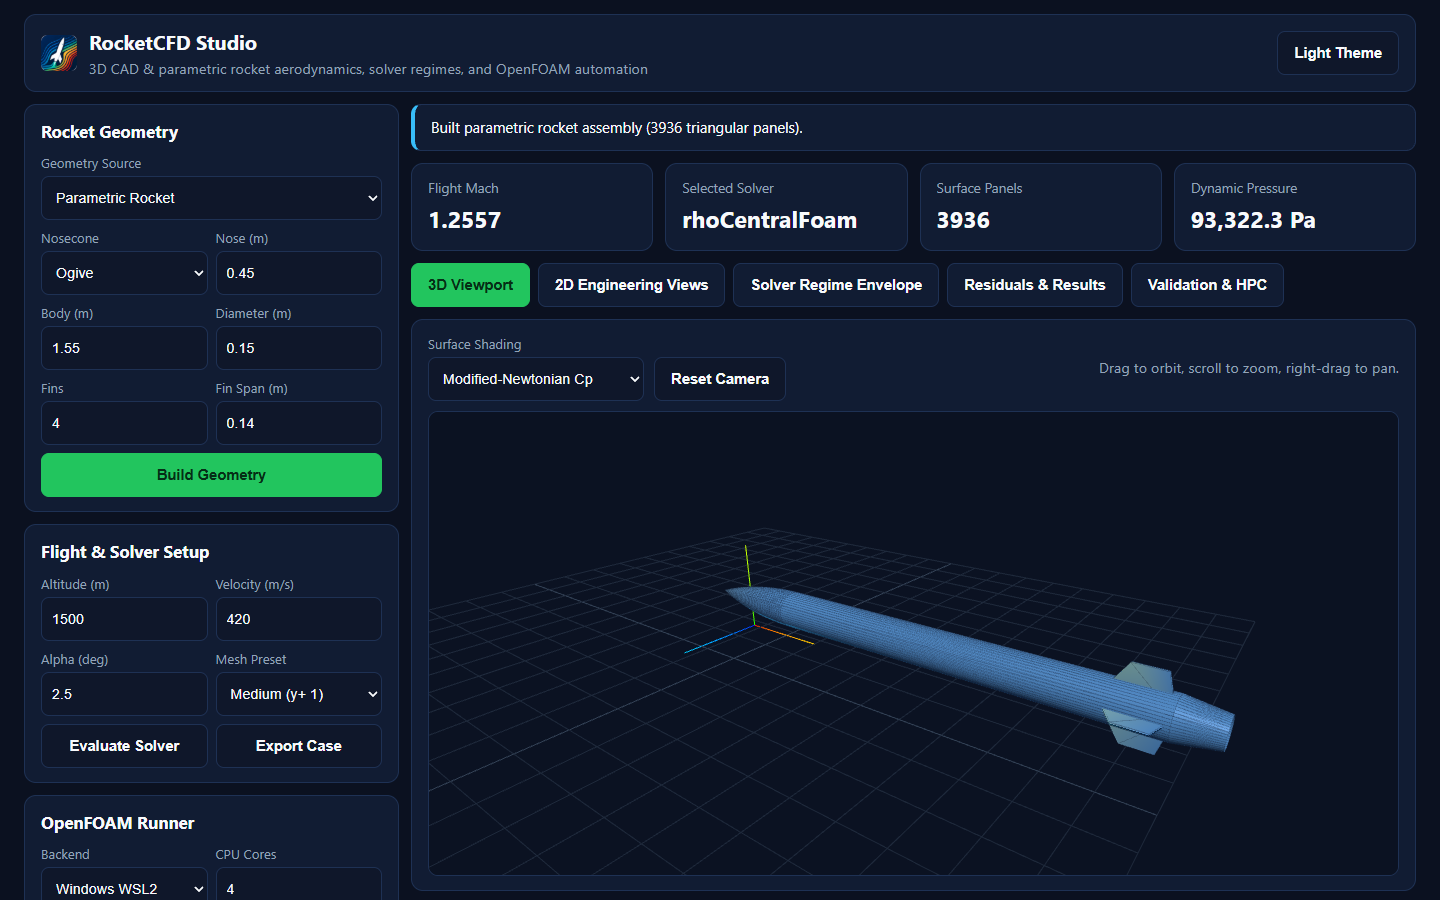 RocketCFD Studio
3D CAD & parametric rocket aerodynamics, solver regimes, and OpenFOAM automation
Light Theme
Rocket Geometry
Geometry Source
Parametric Rocket
Nosecone Nose (m)
Ogive 0.45
Body (m) Diameter (m)
1.55 0.15
Fins Fin Span (m)
4 0.14
Build Geometry
Flight & Solver Setup
Altitude (m) Velocity (m/s)
1500 420
Alpha (deg) Mesh Preset
2.5 Medium (y+ 1)
Evaluate Solver Export Case
OpenFOAM Runner
Backend CPU Cores
Windows WSL2 4
Built parametric rocket assembly (3936 triangular panels).
Flight Mach Selected Solver Surface Panels Dynamic Pressure
1.2557 rhoCentralFoam 3936 93,322.3 Pa
3D Viewport 2D Engineering Views Solver Regime Envelope Residuals & Results Validation & HPC
Surface Shading
Modified-Newtonian Cp Reset Camera
Drag to orbit, scroll to zoom, right-drag to pan.